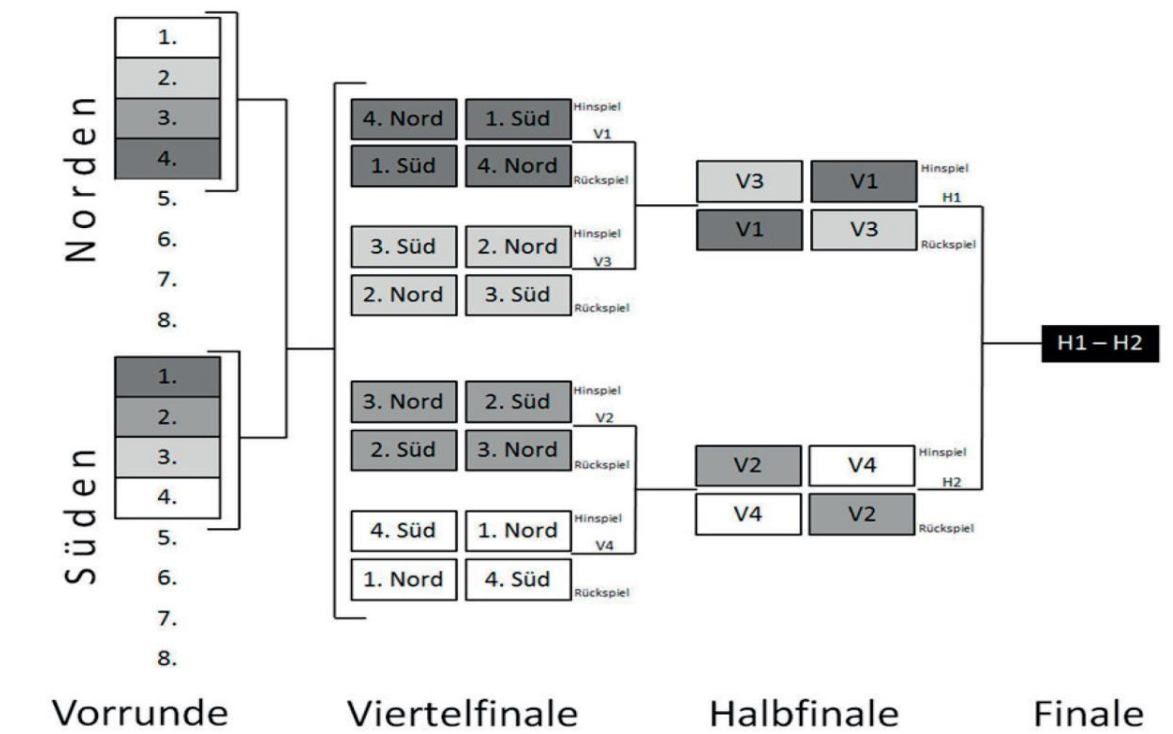 Norden
1.
2.
3.
4.
5.
6.
7.
8.
Süden
1.
2.
3.
4.
5.
6.
7.
8.
4. Nord 1. Süd Hinspiel
V1
1. Süd 4. Nord Rückspiel
3. Süd 2. Nord Hinspiel
V3
2. Nord 3. Süd Rückspiel
3. Nord 2. Süd Hinspiel
V2
2. Süd 3. Nord Rückspiel
4. Süd 1. Nord Hinspiel
V4
1. Nord 4. Süd Rückspiel
V3 V1 Hinspiel
H1
V1 V3 Rückspiel
V2 V4 Hinspiel
H2
V4 V2 Rückspiel
H1 – H2
Vorrunde Viertelfinale Halbfinale Finale